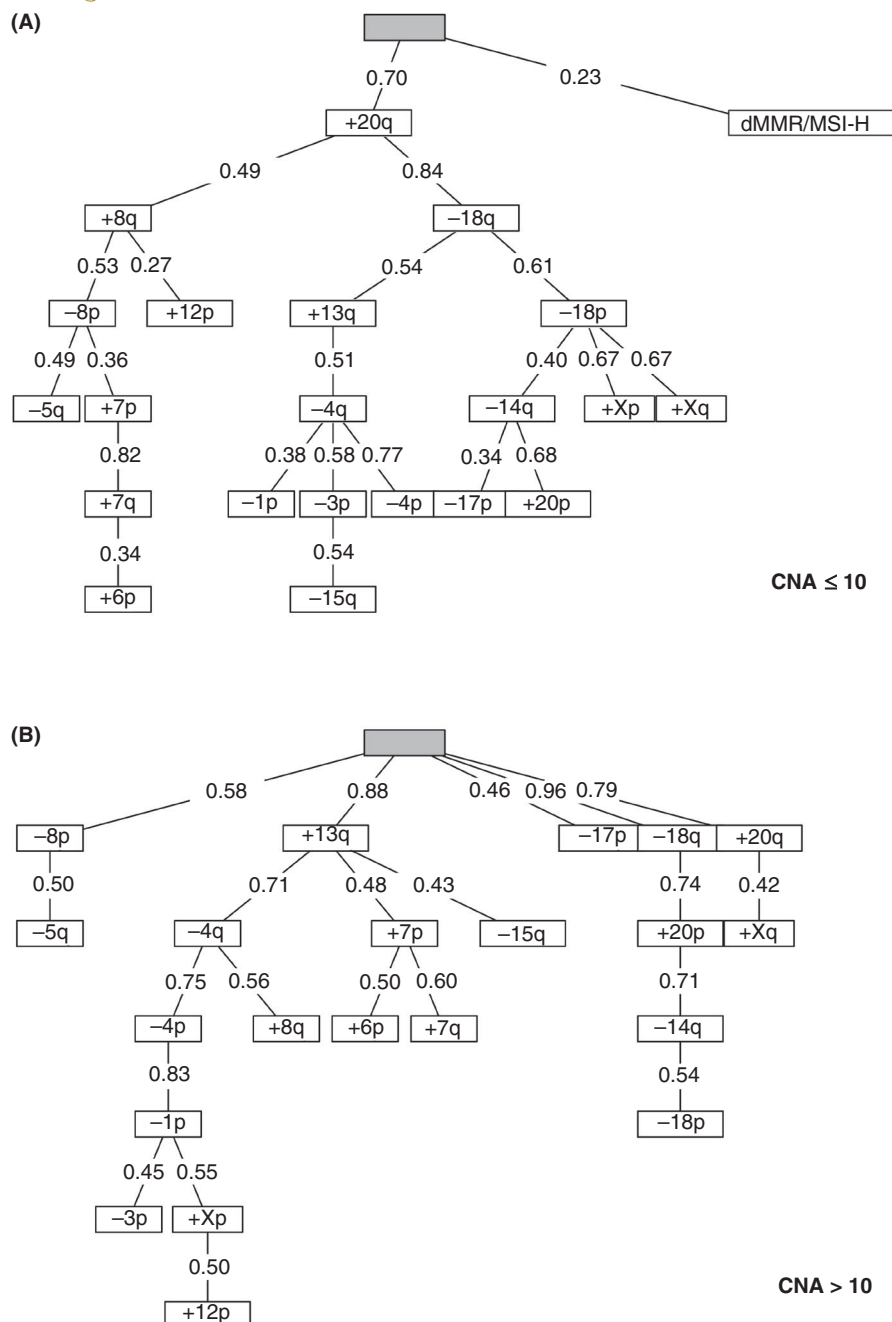 (A)
0.70 0.23
+20q dMMR/MSI-H
0.49 0.84
+8q −18q
0.53 0.27 0.54 0.61
−8p +12p +13q −18p
0.49 0.36 0.51 0.40 0.67 0.67
−5q +7p −4q −14q +Xp +Xq
0.82 0.38 0.58 0.77 0.34 0.68
+7q −1p −3p −4p −17p +20p
0.34 0.54
+6p −15q
CNA ≤ 10
(B)
0.58 0.88 0.46 0.96 0.79
−8p +13q −17p −18q +20q
0.50 0.71 0.48 0.43 0.74 0.42
−5q −4q +7p −15q +20p +Xq
0.75 0.56 0.50 0.60 0.71
−4p +8q +6p +7q −14q
0.83 0.54
−1p −18p
0.45 0.55
−3p +Xp
0.50
+12p
CNA > 10